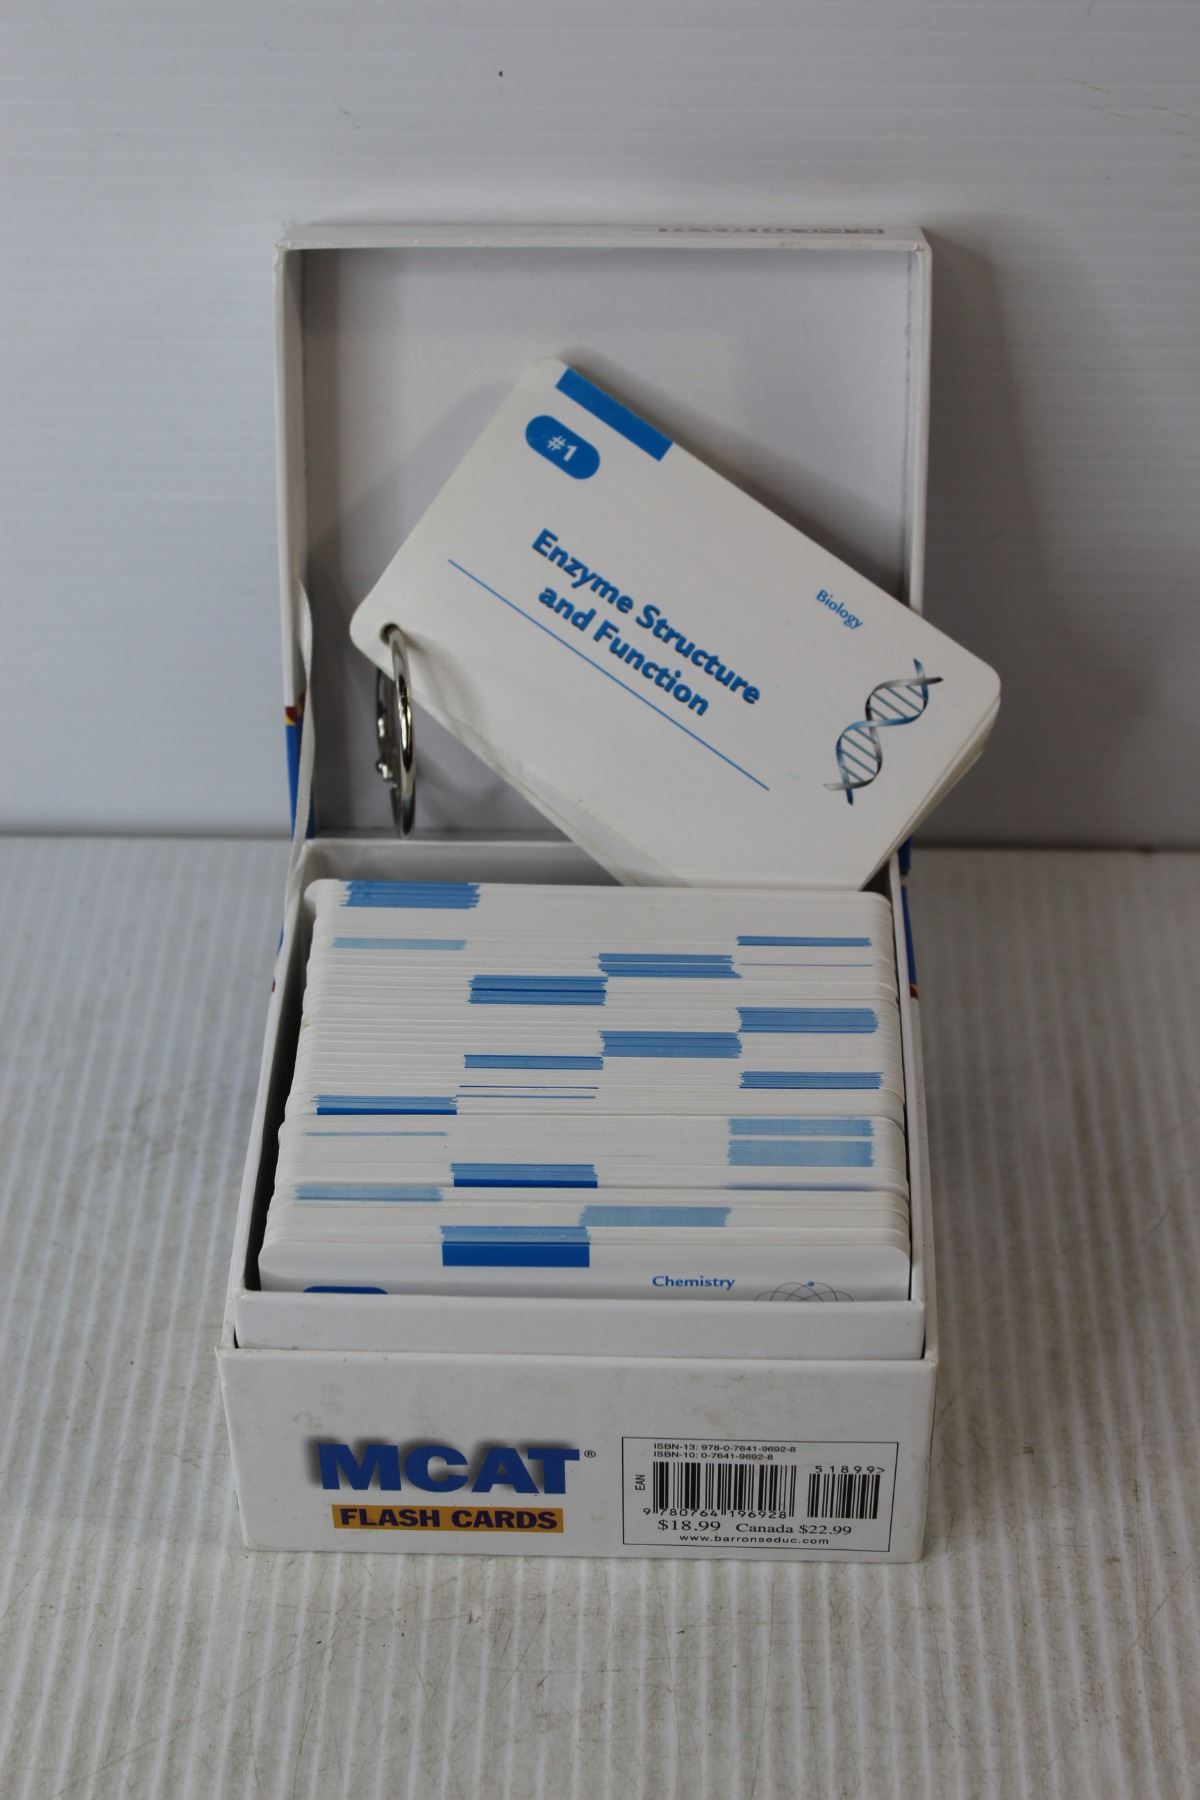 #1
Biology
Enzyme Structure
and Function
Chemistry
MCAT®
FLASH CARDS
ISBN-13: 978-0-7641-9692-8
ISBN-10: 0-7641-9692-8
EAN
51899>
9 780764 196928
$18.99 Canada $22.99
www.barronseduc.com